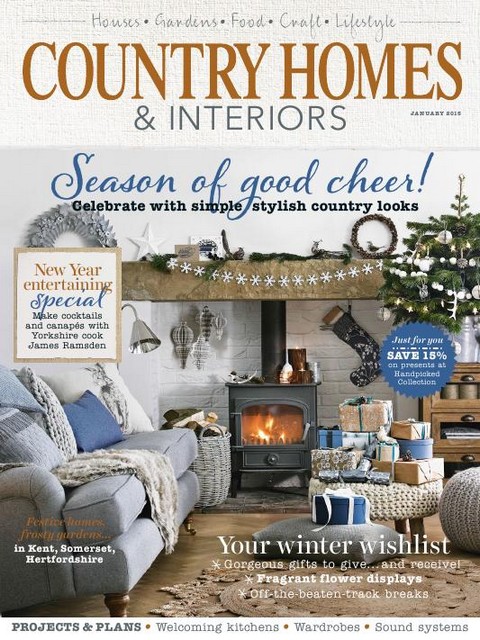 Houses • Gardens • Food • Craft • Lifestyle
COUNTRY HOMES
& INTERIORS
JANUARY 2015
Season of good cheer!
Celebrate with simple, stylish country looks
New Year
entertaining
special
Make cocktails
and canapés with
Yorkshire cook
James Ramsden
Just for you
SAVE 15%
on presents at
Handpicked
Collection
Festive homes,
frosty gardens...
in Kent, Somerset,
Hertfordshire
Your winter wishlist
Gorgeous gifts to give...and receive!
Fragrant flower displays
Off-the-beaten-track breaks
PROJECTS & PLANS • Welcoming kitchens • Wardrobes • Sound systems